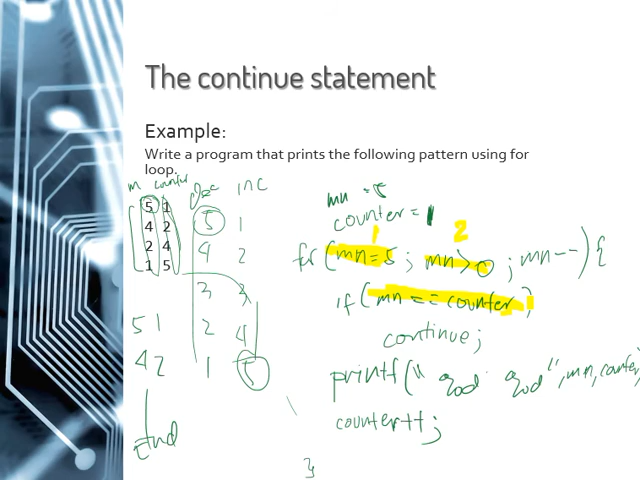 The continue statement
Example:
Write a program that prints the following pattern using for
loop.
m counter Dec inc
5 1
4 2
2 4
1 5
5 1
4 2
3 3
2 4
1 5
5 1
4 2
End
mn = 5
counter = 1
1 2
for (mn=5; mn>0; mn--) {
if (mn == counter)
continue;
printf(" %d %d", mn, counter)
counter++;
}